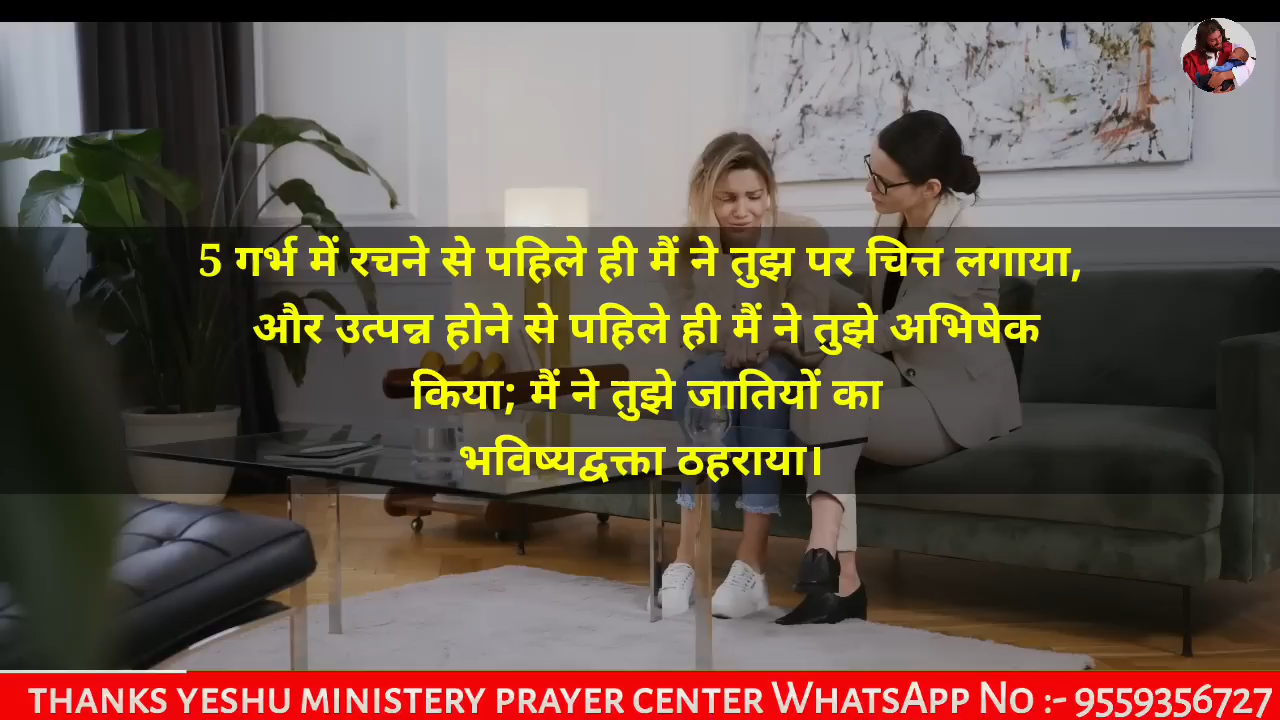 5 गर्भ में रचने से पहिले ही मैं ने तुझ पर चित्त लगाया,
और उत्पन्न होने से पहिले ही मैं ने तुझे अभिषेक
किया; मैं ने तुझे जातियों का
भविष्यद्वक्ता ठहराया।
THANKS YESHU MINISTERY PRAYER CENTER WHATSAPP NO :- 9559356727